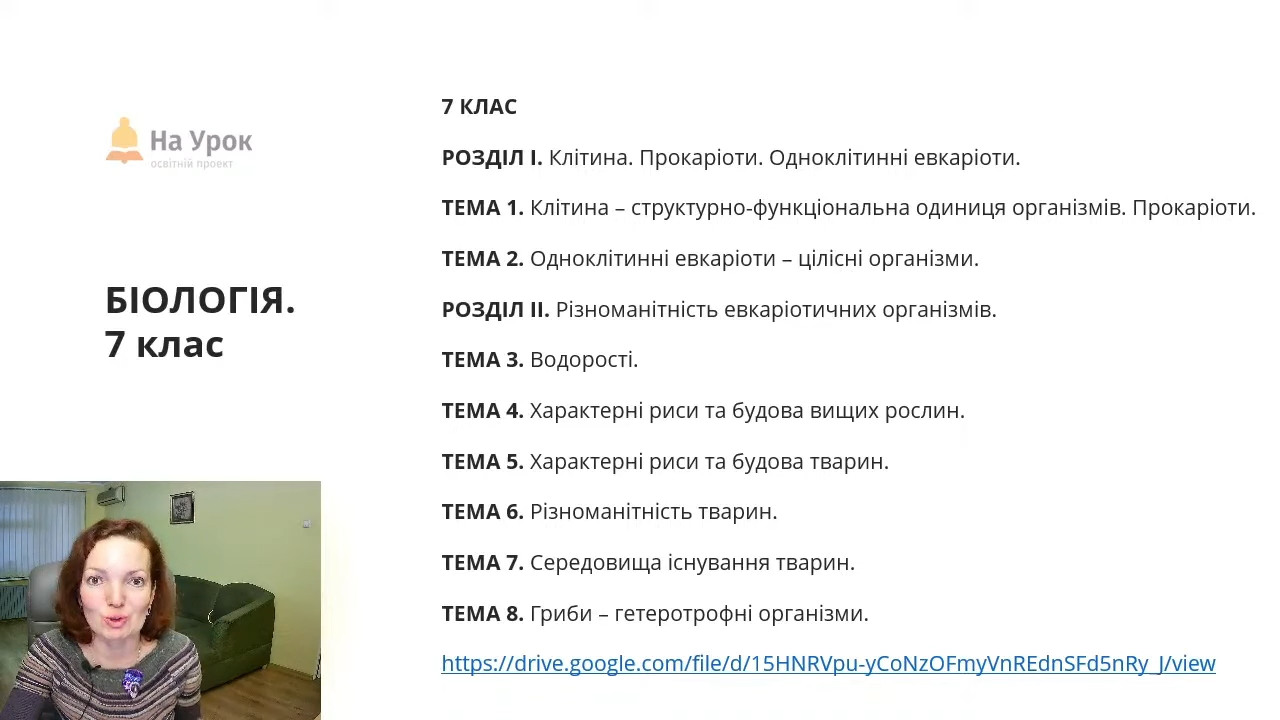 На Урок
освітній проект
БІОЛОГІЯ.
7 клас
7 КЛАС
РОЗДІЛ І. Клітина. Прокаріоти. Одноклітинні евкаріоти.
ТЕМА 1. Клітина – структурно-функціональна одиниця організмів. Прокаріоти.
ТЕМА 2. Одноклітинні евкаріоти – цілісні організми.
РОЗДІЛ ІІ. Різноманітність евкаріотичних організмів.
ТЕМА 3. Водорості.
ТЕМА 4. Характерні риси та будова вищих рослин.
ТЕМА 5. Характерні риси та будова тварин.
ТЕМА 6. Різноманітність тварин.
ТЕМА 7. Середовища існування тварин.
ТЕМА 8. Гриби – гетеротрофні організми.
https://drive.google.com/file/d/15HNRVpu-yCoNzOFmyVnREdnSFd5nRy_J/view